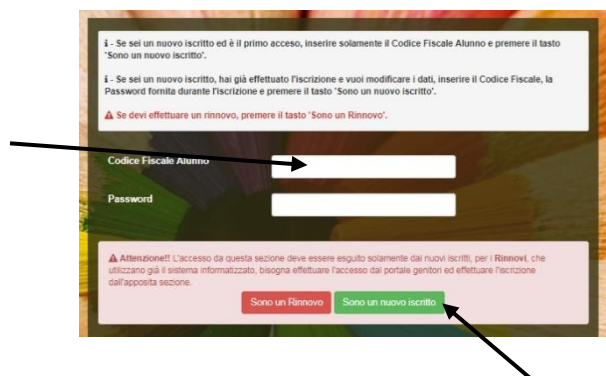 i - Se sei un nuovo iscritto ed è il primo accesso, inserire solamente il Codice Fiscale Alunno e premere il tasto
'Sono un nuovo iscritto'.
i - Se sei un nuovo iscritto, hai già effettuato l'iscrizione e vuoi modificare i dati, inserire il Codice Fiscale, la
Password fornita durante l'iscrizione e premere il tasto 'Sono un nuovo iscritto'.
Se devi effettuare un rinnovo, premere il tasto 'Sono un Rinnovo'.
Codice Fiscale Alunno
Password
Attenzione!! L'accesso da questa sezione deve essere esguito solamente dai nuovi iscritti, per i Rinnovi, che
utilizzano già il sistema informatizzato, bisogna effettuare l'accesso dal portale genitori ed effettuare l'iscrizione
dall'apposita sezione.
Sono un Rinnovo Sono un nuovo iscritto